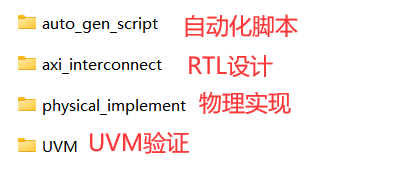 auto_gen_script 自动化脚本
axi_interconnect RTL设计
physical_implement 物理实现
UVM UVM验证